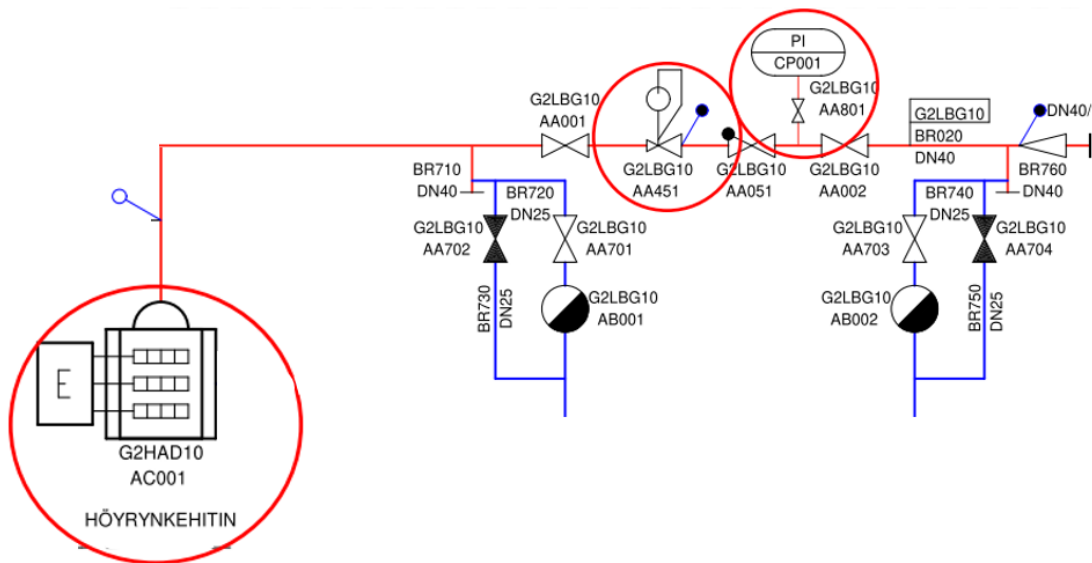 PI
CP001
G2LBG10
AA801
G2LBG10
AA001
G2LBG10
BR020
DN40
DN40/
G2LBG10
AA451
G2LBG10
AA051
G2LBG10
AA002
BR710
DN40
BR720
DN25
BR740
DN25
BR760
DN40
G2LBG10
AA702
G2LBG10
AA701
G2LBG10
AA703
G2LBG10
AA704
BR730
DN25
G2LBG10
AB001
G2LBG10
AB002
BR750
DN25
E
G2HAD10
AC001
HÖYRYNKEHITIN